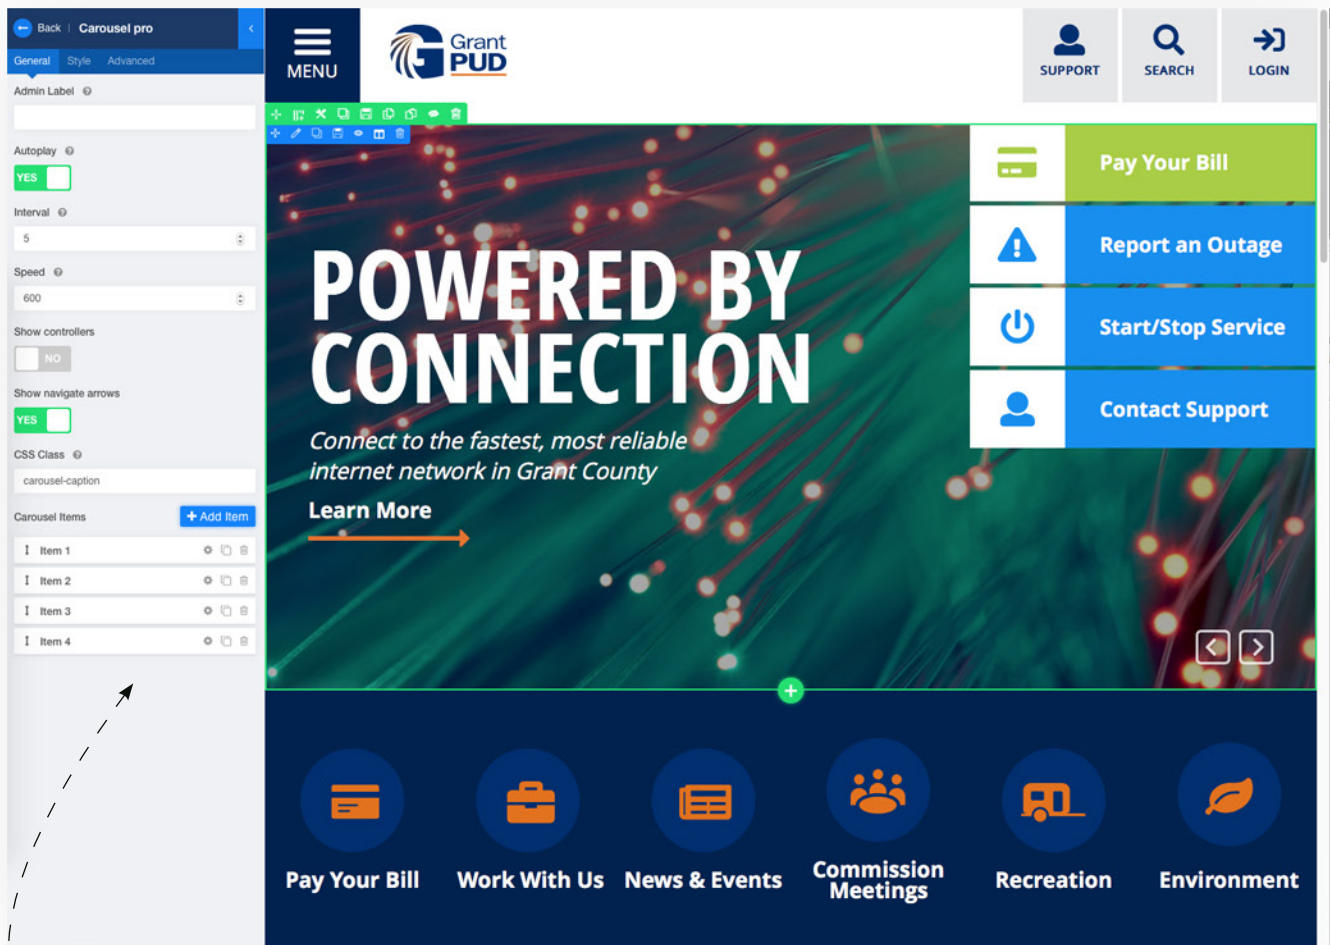 Back | Carousel pro
General Style Advanced
Admin Label
Autoplay
YES
Interval
5
Speed
600
Show controllers
NO
Show navigate arrows
YES
CSS Class
carousel-caption
Carousel Items
+ Add Item
Item 1
Item 2
Item 3
Item 4
MENU
Grant
PUD
SUPPORT
SEARCH
LOGIN
POWERED BY
CONNECTION
Connect to the fastest, most reliable
internet network in Grant County
Learn More
Pay Your Bill
Report an Outage
Start/Stop Service
Contact Support
Pay Your Bill
Work With Us
News & Events
Commission
Meetings
Recreation
Environment